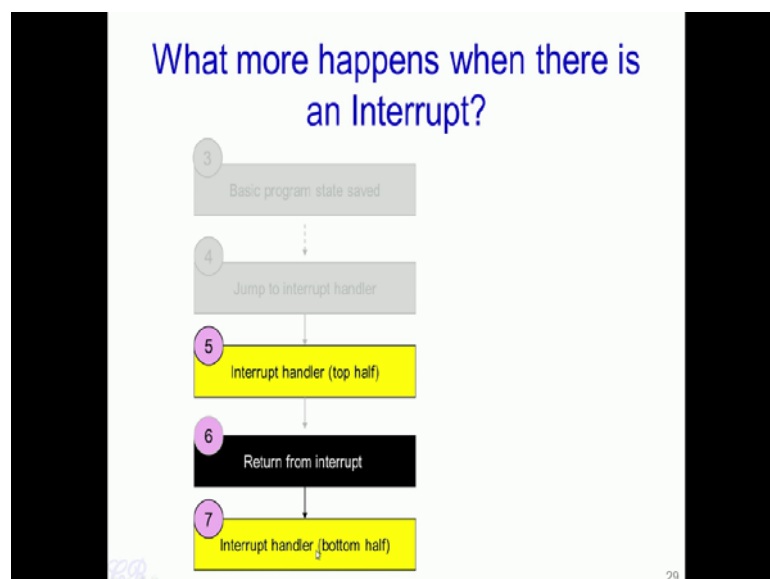 What more happens when there is
an Interrupt?
3
Basic program state saved
4
Jump to interrupt handler
5
Interrupt handler (top half)
6
Return from interrupt
7
Interrupt handler (bottom half)
29